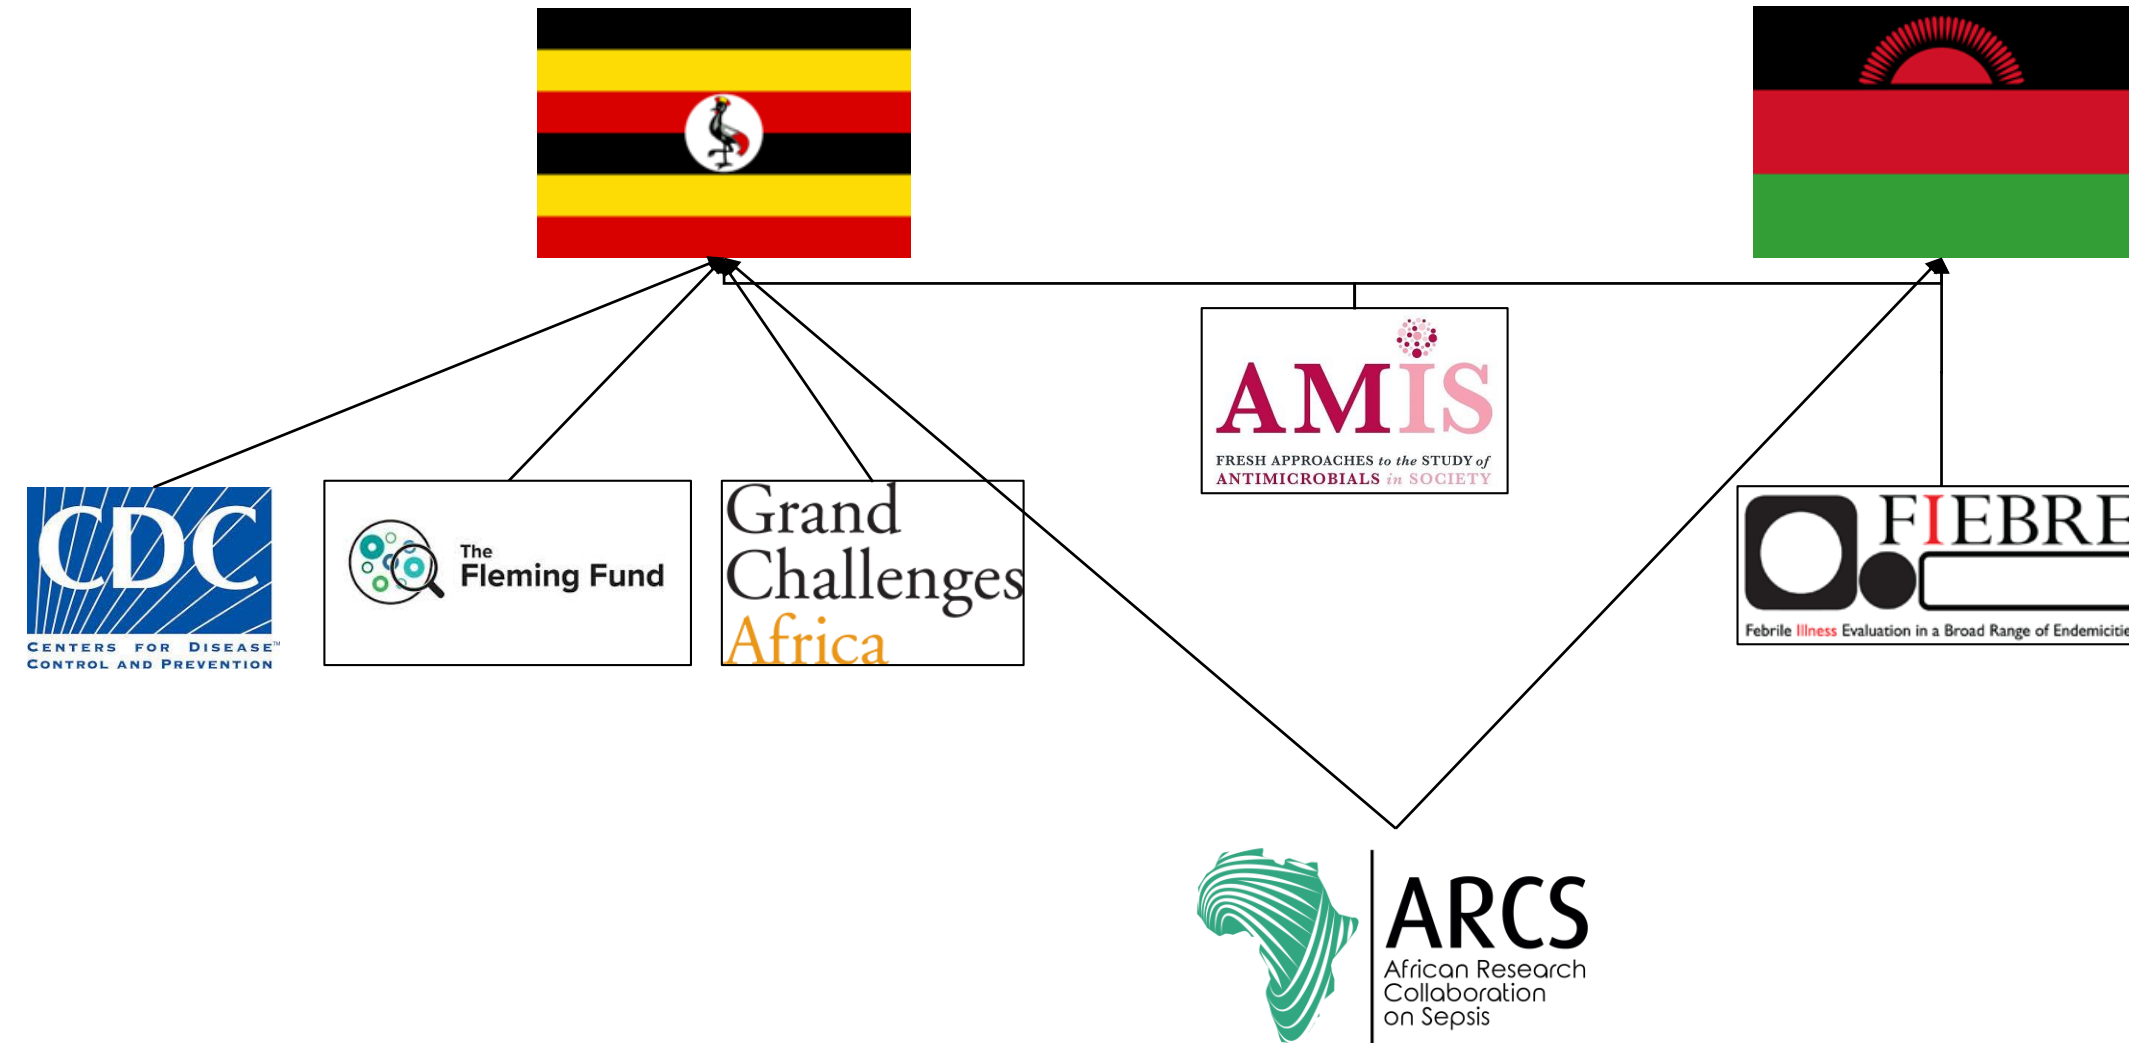 AMIS
FRESH APPROACHES to the STUDY of
ANTIMICROBIALS in SOCIETY
CDC
CENTERS FOR DISEASE™
CONTROL AND PREVENTION
The
Fleming Fund
Grand
Challenges
Africa
FIEBRE
Febrile Illness Evaluation in a Broad Range of Endemicitie
ARCS
African Research
Collaboration
on Sepsis